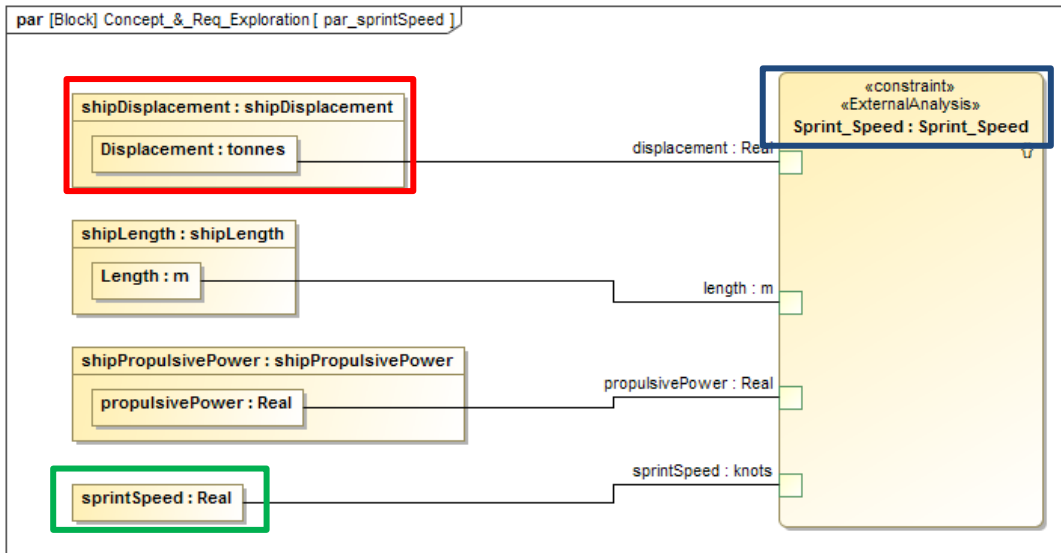 par [Block] Concept_&_Req_Exploration [ par_sprintSpeed ]
shipDisplacement : shipDisplacement
Displacement : tonnes
displacement : Real
«constraint»
«ExternalAnalysis»
Sprint_Speed : Sprint_Speed
shipLength : shipLength
Length : m
length : m
shipPropulsivePower : shipPropulsivePower
propulsivePower : Real
propulsivePower : Real
sprintSpeed : Real
sprintSpeed : knots